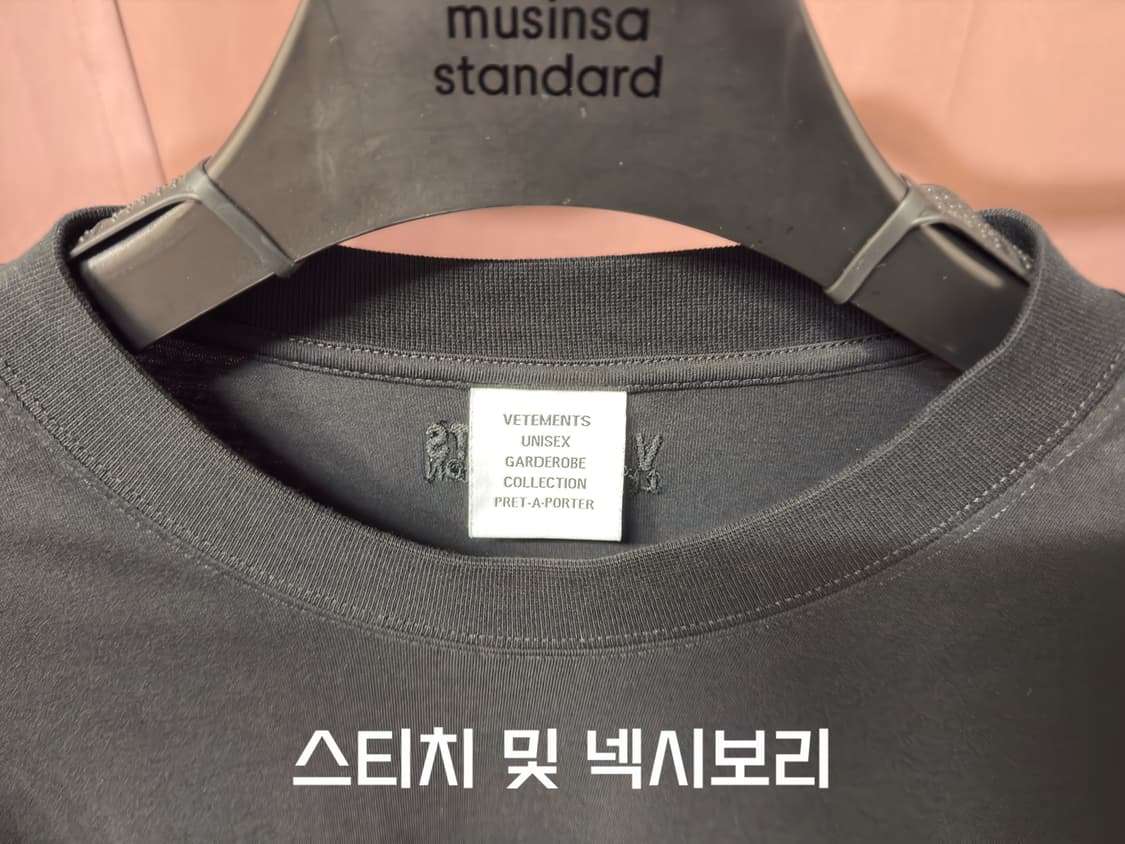 musinsa
standard
VETEMENTS
UNISEX
GARDEROBE
COLLECTION
PRET-A-PORTER
스티치 및 넥시보리